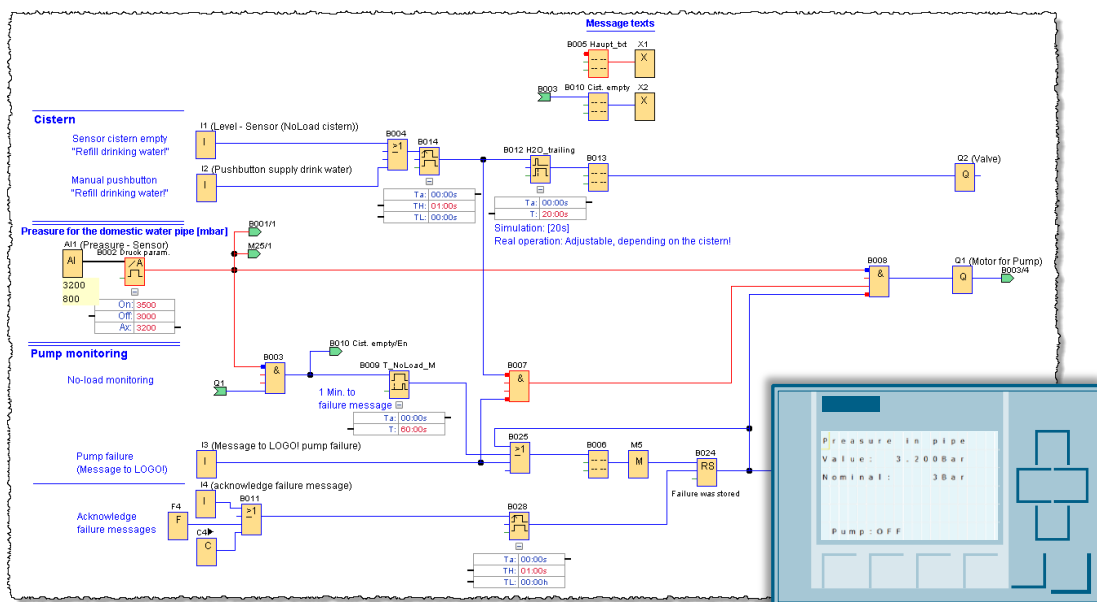 Message texts
B005 Haupt_txt
X1
X
B003
B010 Cist. empty
X2
X
Cistern
I1 (Level - Sensor (NoLoad cistern))
I
Sensor cistern empty
"Refill drinking water!"
B004
>1
B014
I2 (Pushbutton supply drink water)
I
Manual pushbutton
"Refill drinking water!"
Ta: 00:00s
TH: 01:00s
TL: 00:00s
B012 H2O_trailing
B013
Q2 (Valve)
Q
Ta: 00:00s
T: 20:00s
Simulation: [20s]
Real operation: Adjustable, depending on the cistern!
Preasure for the domestic water pipe [mbar]
B001/1
M25/1
AI1 (Preasure - Sensor)
AI
B002 Druck param.
/A
3200
800
On: 3500
Off: 3000
Ax: 3200
B008
&
Q1 (Motor for Pump)
Q
B003/4
Pump monitoring
B010 Cist. empty/En
B003
&
No-load monitoring
Q1
B009 T_NoLoad_M
1 Min. to
failure message
Ta: 00:00s
T: 60:00s
B007
&
I3 (Message to LOGO! pump failure)
I
Pump failure
(Message to LOGO!)
B025
>1
B006
M5
M
B024
RS
Failure was stored
I4 (acknowledge failure message)
I
F4
F
Acknowledge
failure messages
B011
>1
C4
C
B028
Ta: 00:00s
TH: 01:00s
TL: 00:00h
Preasure in pipe
Value: 3.200Bar
Nominal: 3Bar
Pump:OFF